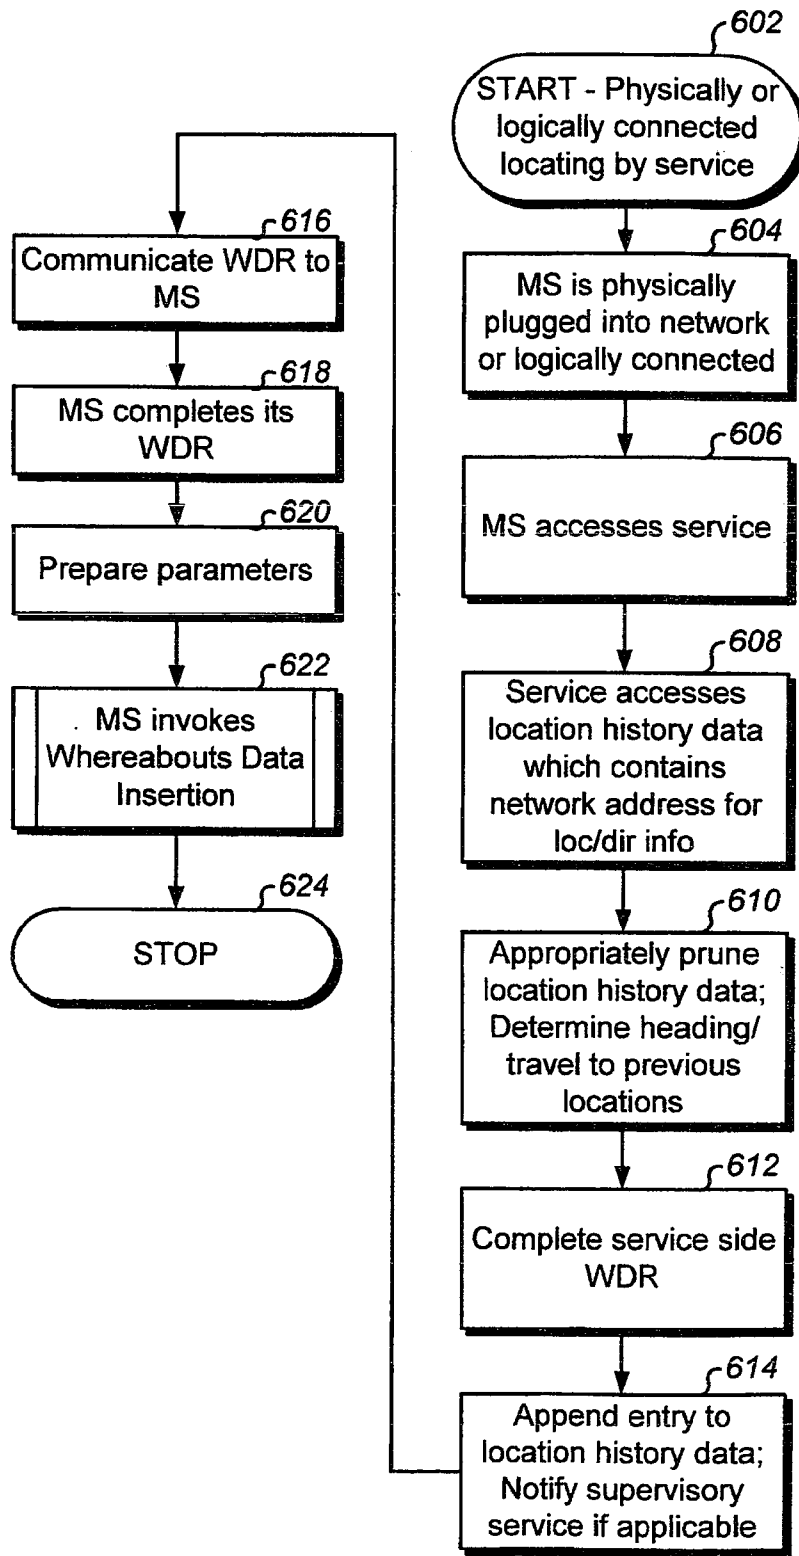 602
START - Physically or
logically connected
locating by service
604
MS is physically
plugged into network
or logically connected
606
MS accesses service
608
Service accesses
location history data
which contains
network address for
loc/dir info
610
Appropriately prune
location history data;
Determine heading/
travel to previous
locations
612
Complete service side
WDR
614
Append entry to
location history data;
Notify supervisory
service if applicable
616
Communicate WDR to
MS
618
MS completes its
WDR
620
Prepare parameters
622
MS invokes
Whereabouts Data
Insertion
624
STOP